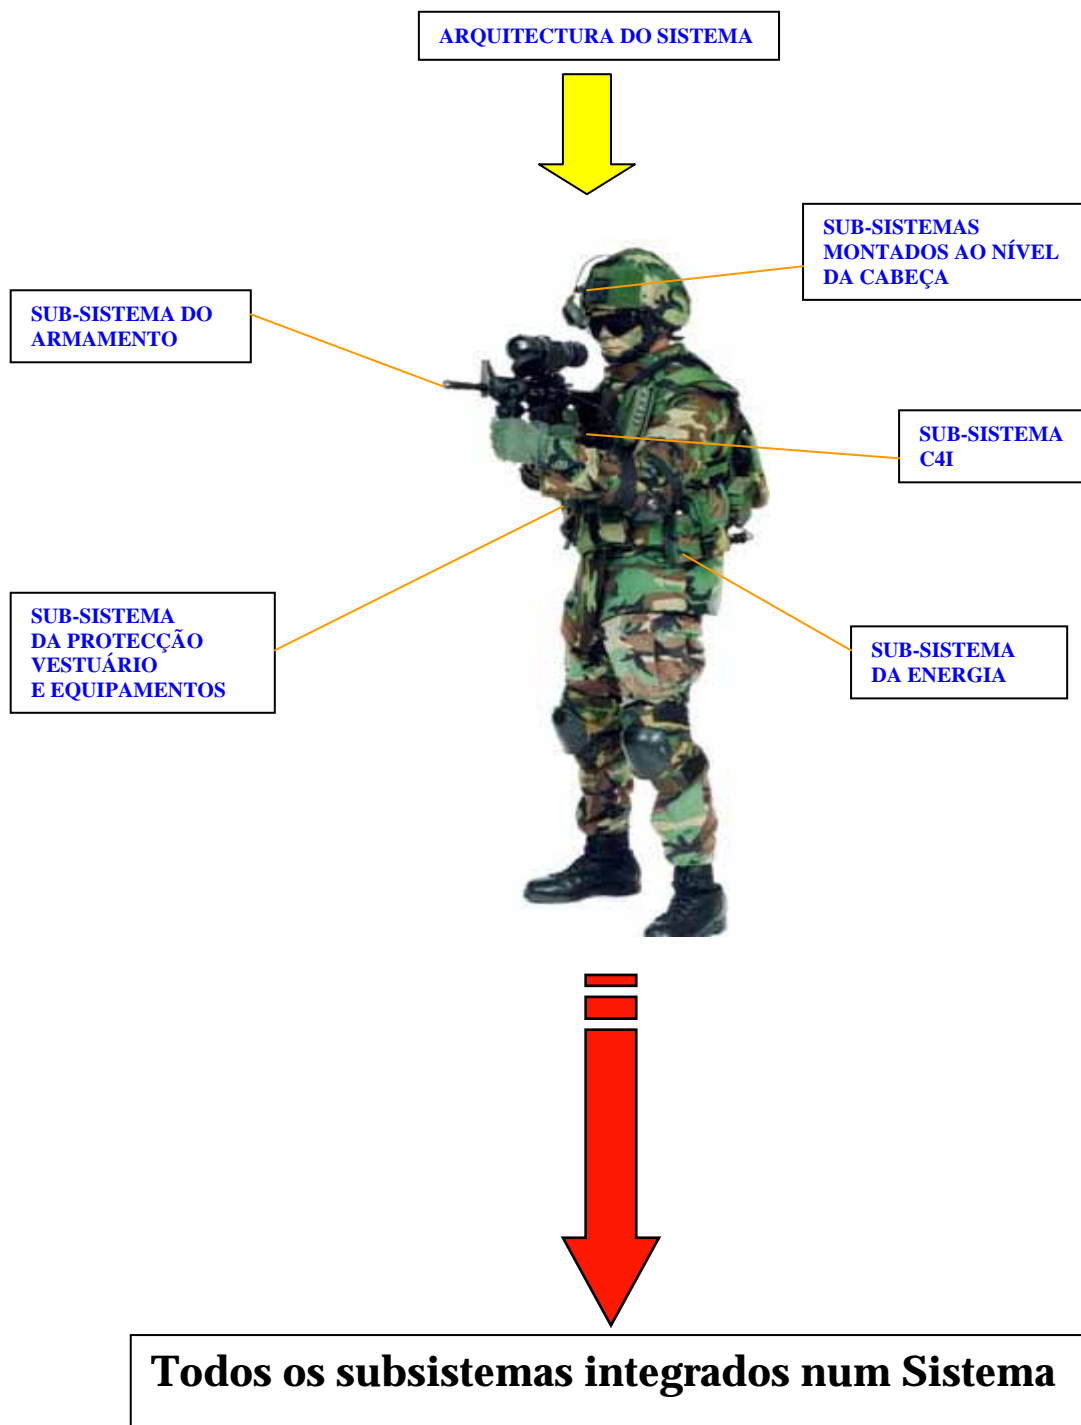 ARQUITECTURA DO SISTEMA
SUB-SISTEMAS
MONTADOS AO NÍVEL
DA CABEÇA
SUB-SISTEMA DO
ARMAMENTO
SUB-SISTEMA
C4I
SUB-SISTEMA
DA PROTECÇÃO
VESTUÁRIO
E EQUIPAMENTOS
SUB-SISTEMA
DA ENERGIA
Todos os subsistemas integrados num Sistema